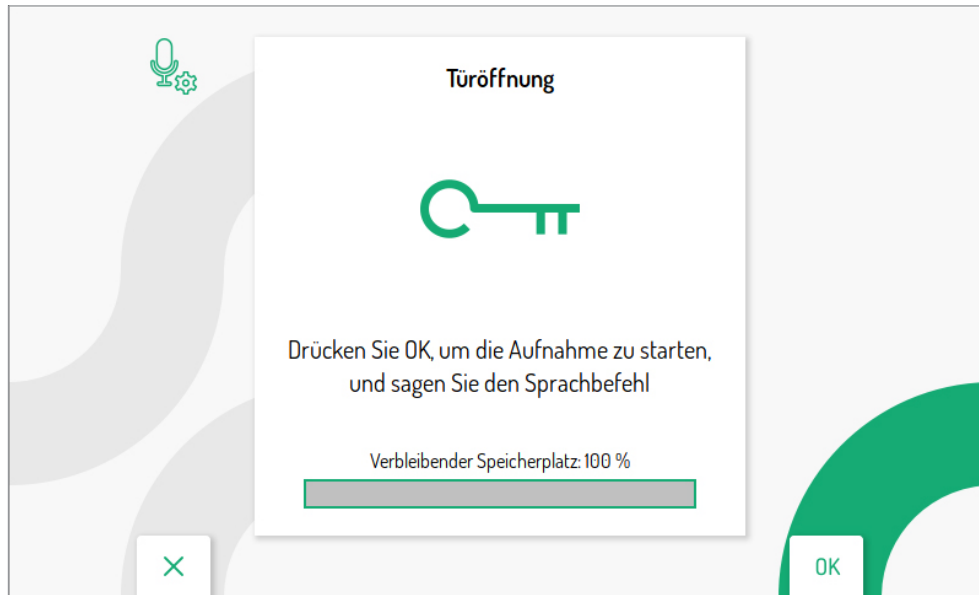 Türöffnung
Drücken Sie OK, um die Aufnahme zu starten,
und sagen Sie den Sprachbefehl
Verbleibender Speicherplatz: 100 %
OK